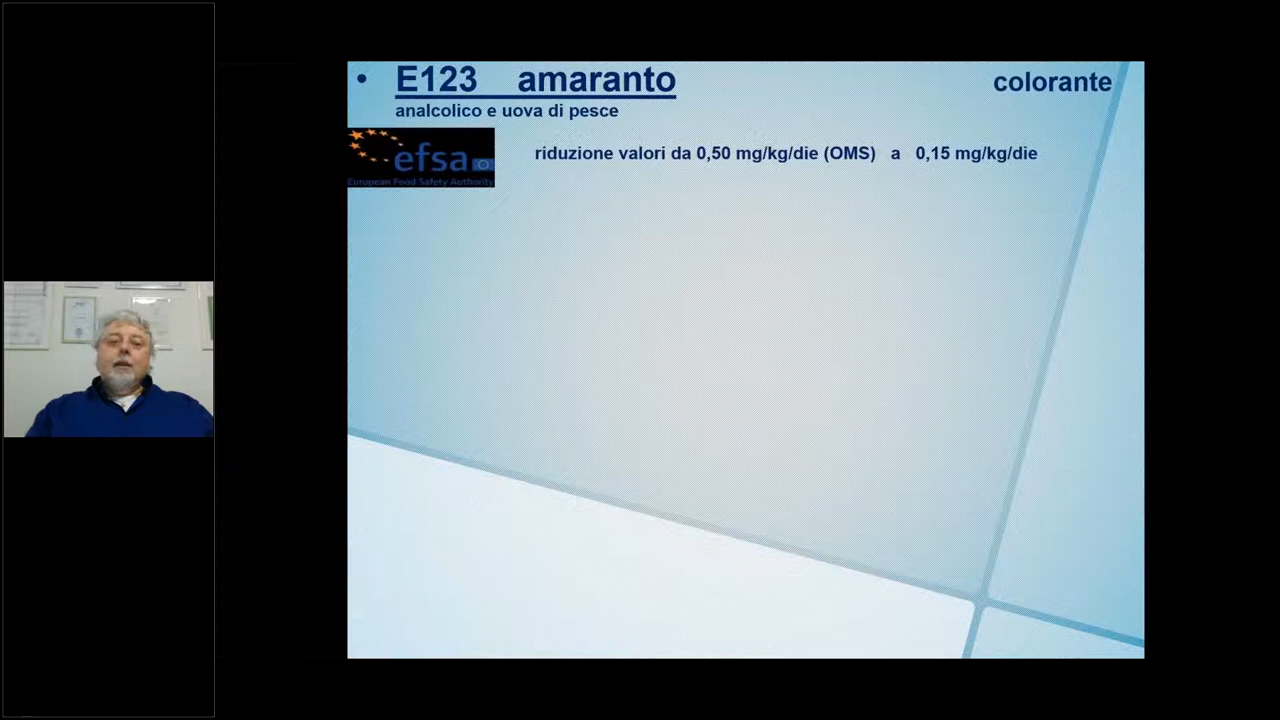 • E123 amaranto colorante
analcolico e uova di pesce
efsa
European Food Safety Authority
riduzione valori da 0,50 mg/kg/die (OMS) a 0,15 mg/kg/die